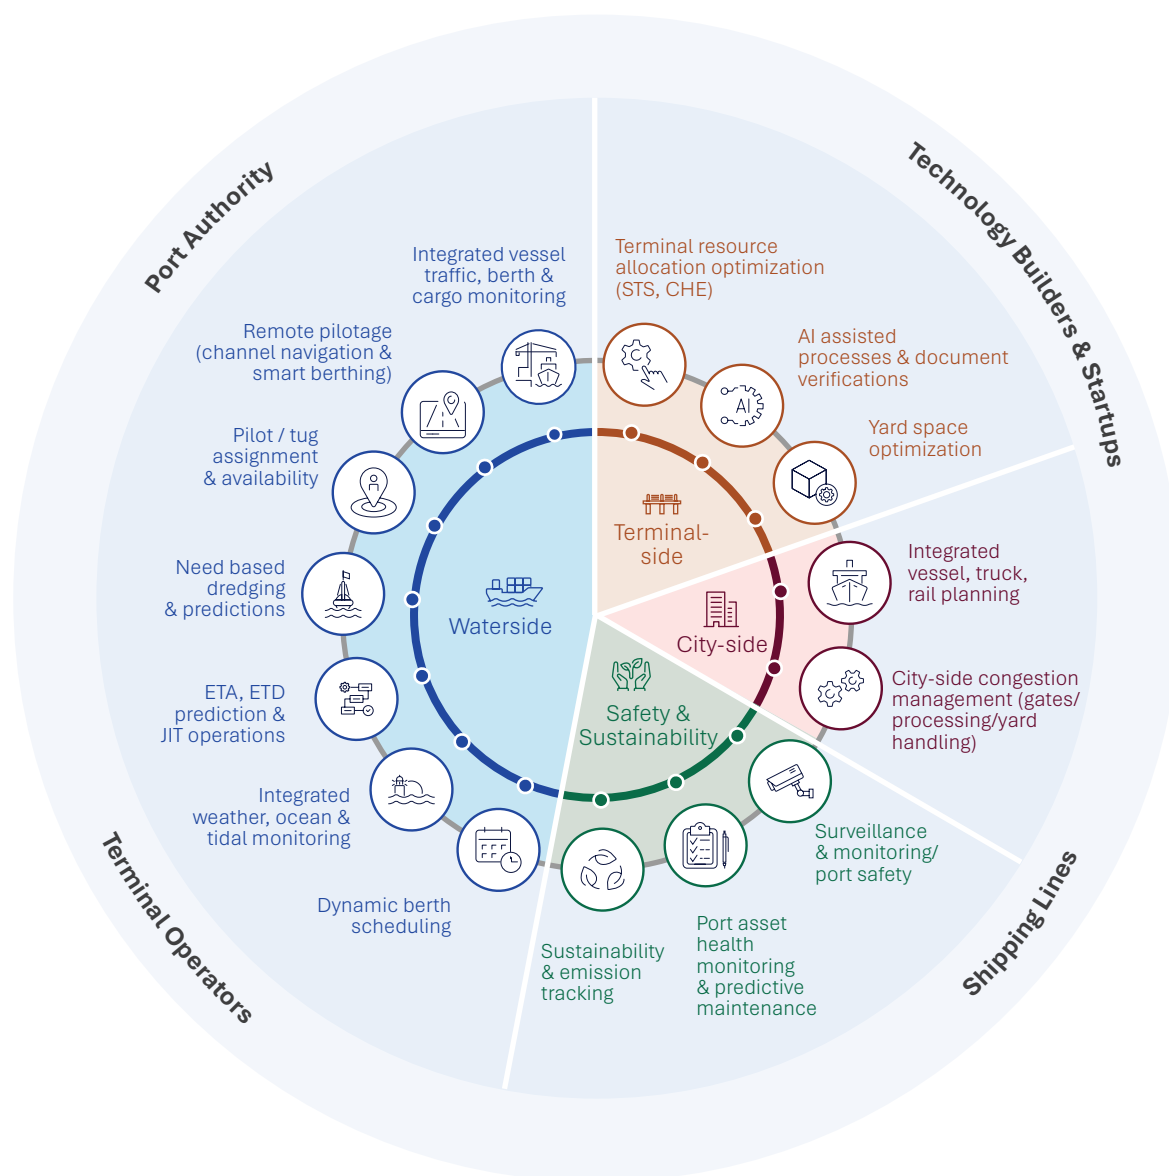 Port Authority
Technology Builders & Startups
Terminal Operators
Shipping Lines
Integrated vessel
traffic, berth &
cargo monitoring
Remote pilotage
(channel navigation &
smart berthing)
Pilot / tug
assignment
& availability
Need based
dredging
& predictions
ETA, ETD
prediction &
JIT operations
Integrated
weather, ocean &
tidal monitoring
Dynamic berth
scheduling
Waterside
Terminal resource
allocation optimization
(STS, CHE)
AI assisted
processes & document
verifications
AI
Yard space
optimization
Terminal-
side
Integrated
vessel, truck,
rail planning
City-side congestion
management (gates/
processing/yard
handling)
City-side
Safety &
Sustainability
Surveillance
& monitoring/
port safety
Port asset
health
monitoring
& predictive
maintenance
Sustainability
& emission
tracking